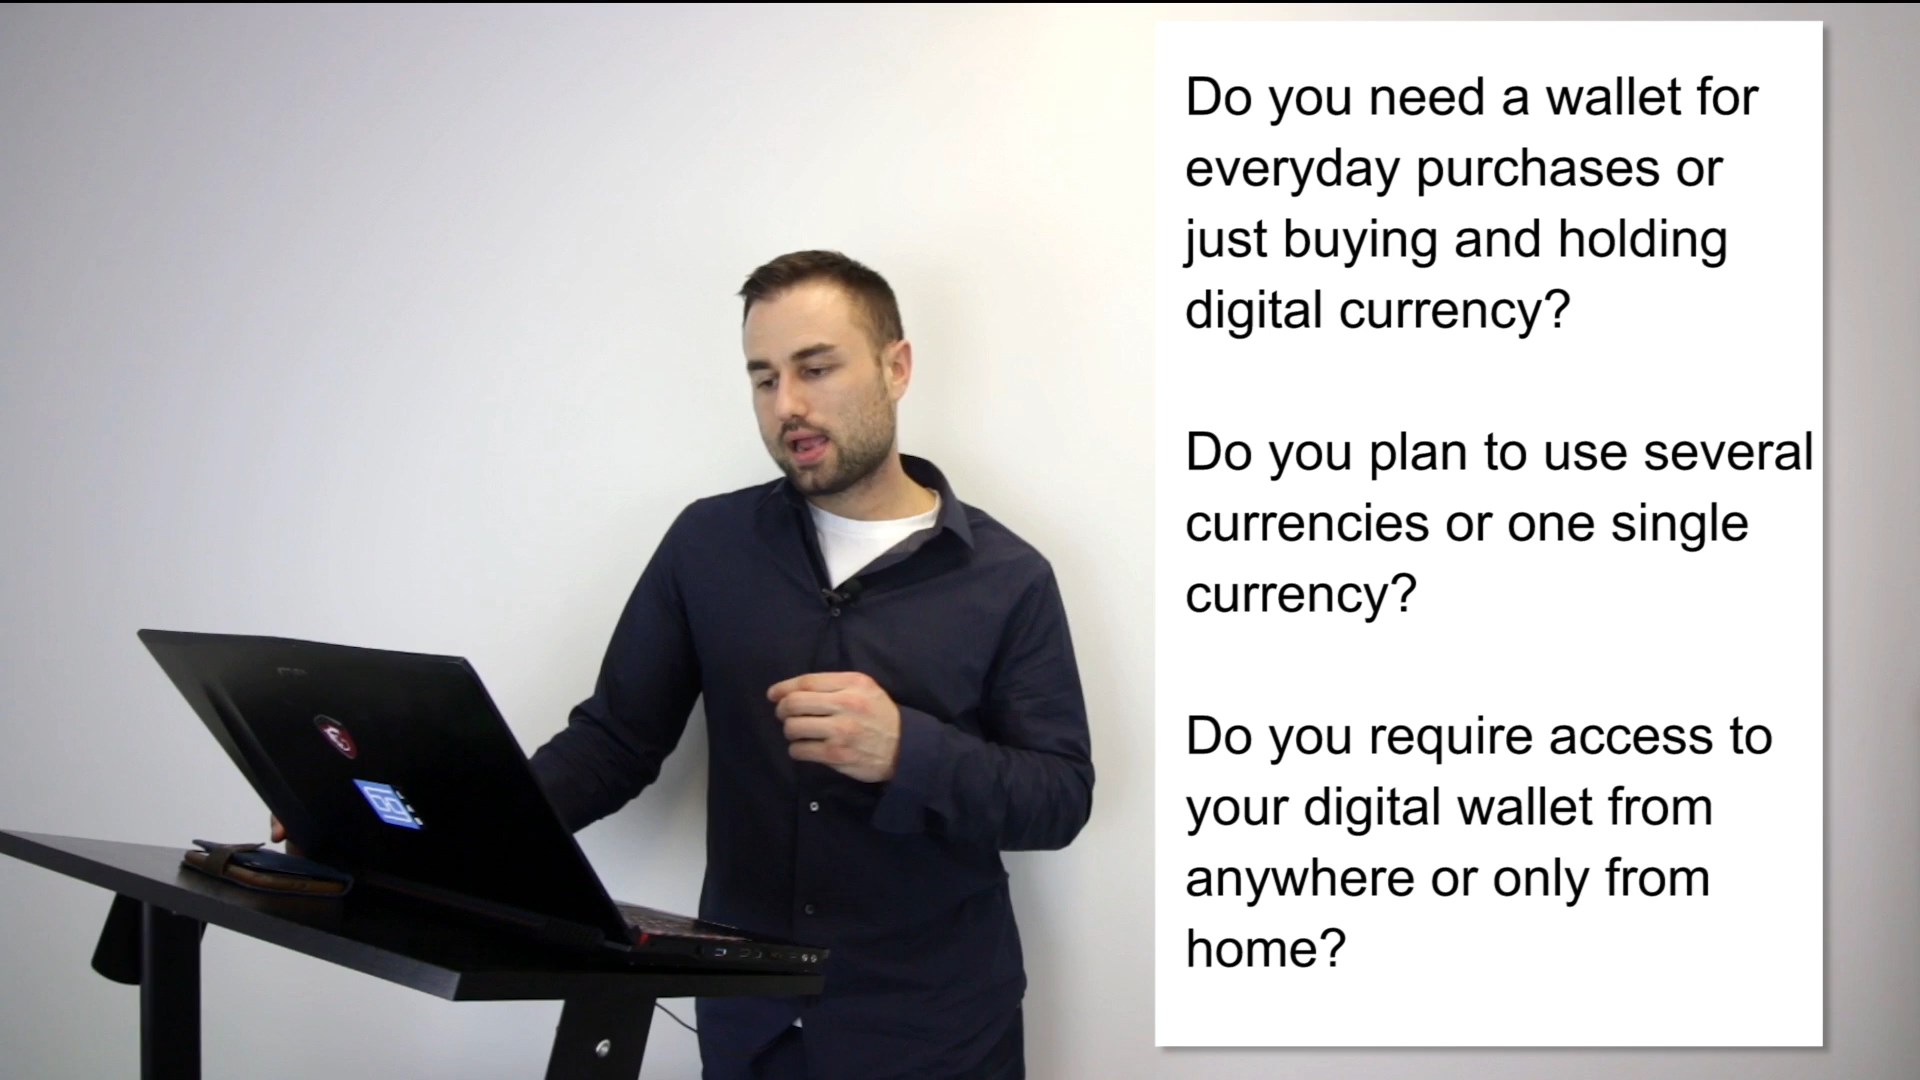 Do you need a wallet for
everyday purchases or
just buying and holding
digital currency?
Do you plan to use several
currencies or one single
currency?
Do you require access to
your digital wallet from
anywhere or only from
home?